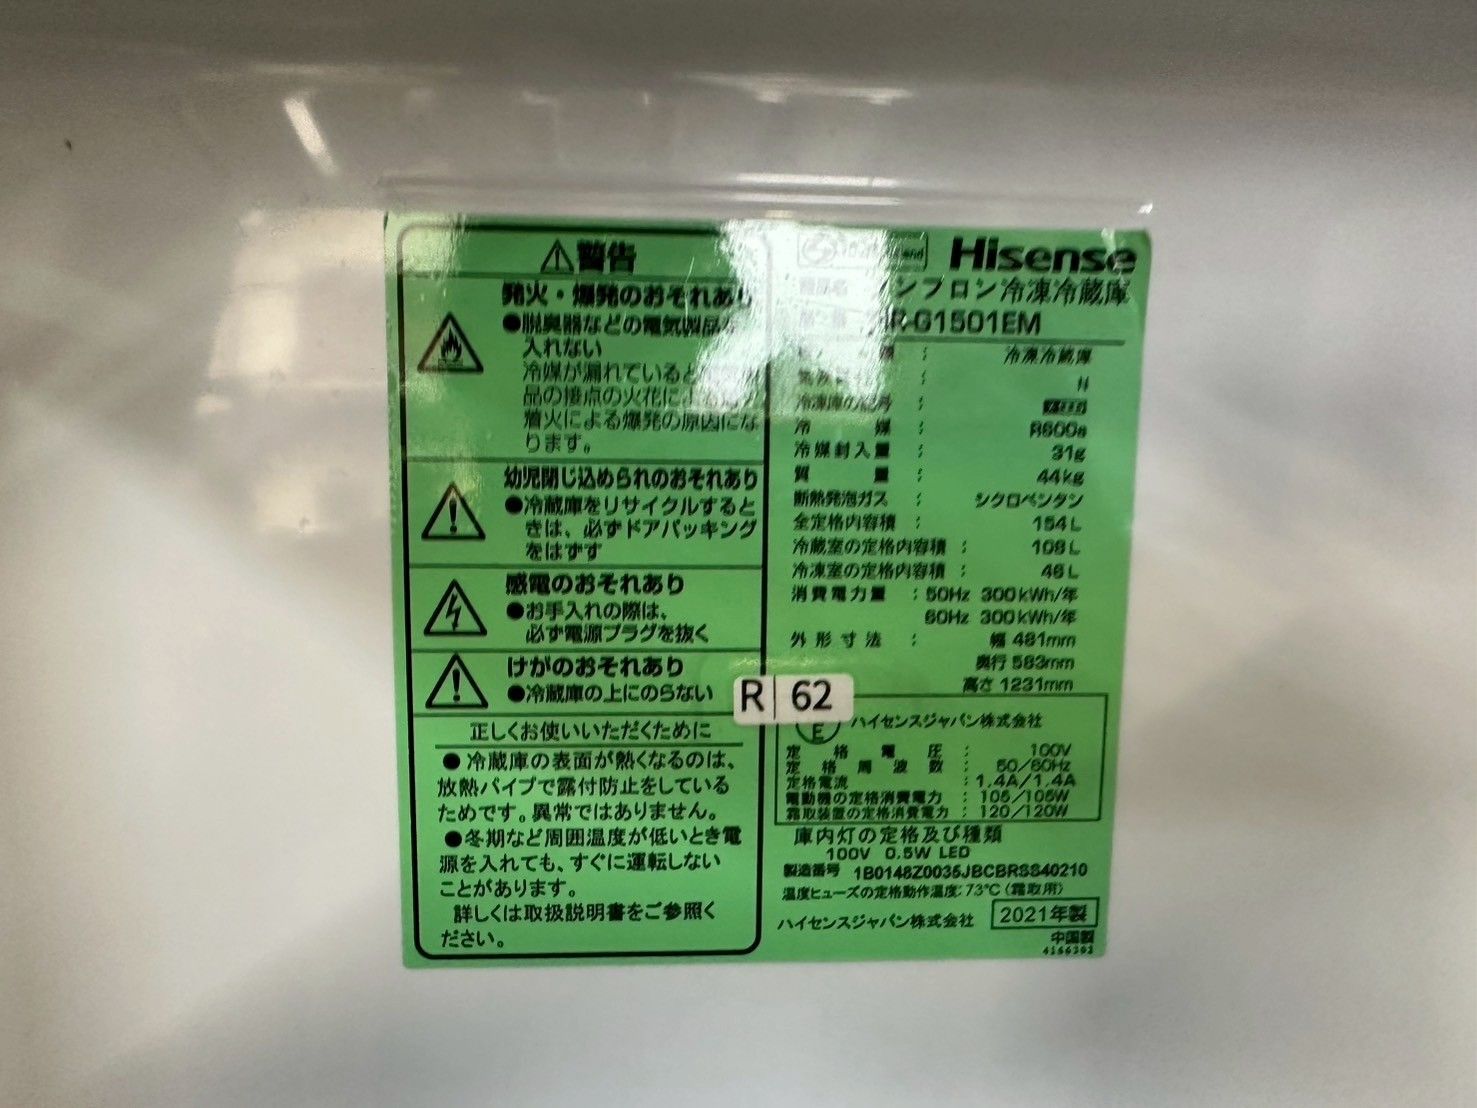 警告
発火・爆発のおそれあり
●脱臭器などの電気製品を
入れない
冷媒が漏れていると
品の接点の火花に
着火による爆発の原因にな
ります。
幼児閉じ込められのおそれあり
●冷蔵庫をリサイクルすると
きは、必ずドアパッキング
をはずす
感電のおそれあり
●お手入れの際は、
必ず電源プラグを抜く
けがのおそれあり
●冷蔵庫の上にのらない
正しくお使いいただくために
●冷蔵庫の表面が熱くなるのは、
放熱パイプで露付防止をしている
ためです。異常ではありません。
●冬期など周囲温度が低いとき電
源を入れても、すぐに運転しない
ことがあります。
詳しくは取扱説明書をご参照く
ださい。
R 62
Hisense
ノンフロン冷凍冷蔵庫
HR-G1501EM
冷凍冷蔵庫
N
冷凍庫の記号
冷媒 : R600a
冷媒封入量 : 31g
質量 : 44kg
断熱発泡ガス : シクロペンタン
全定格内容積 : 154L
冷蔵室の定格内容積 : 108L
冷凍室の定格内容積 : 46L
消費電力量 : 50Hz 300kWh/年
60Hz 300kWh/年
外形寸法 : 幅 481mm
奥行 583mm
高さ 1231mm
E ハイセンスジャパン株式会社
定格電圧 : 100V
定格周波数 : 50/60Hz
定格電流 : 1.4A/1.4A
電動機の定格消費電力 : 105/105W
霜取装置の定格消費電力 : 120/120W
庫内灯の定格及び種類
100V 0.5W LED
製造番号 1B0148Z0035JBCBRSS40210
温度ヒューズの定格動作温度:73℃(霜取用)
ハイセンスジャパン株式会社 2021年製
中国製